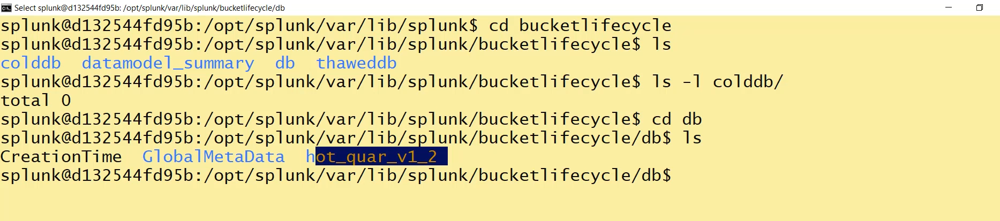 Select splunk@d132544fd95b: /opt/splunk/var/lib/splunk/bucketlifecycle/db
splunk@d132544fd95b:/opt/splunk/var/lib/splunk$ cd bucketlifecycle
splunk@d132544fd95b:/opt/splunk/var/lib/splunk/bucketlifecycle$ ls
colddb  datamodel_summary  db  thaweddb
splunk@d132544fd95b:/opt/splunk/var/lib/splunk/bucketlifecycle$ ls -l colddb/
total 0
splunk@d132544fd95b:/opt/splunk/var/lib/splunk/bucketlifecycle$ cd db
splunk@d132544fd95b:/opt/splunk/var/lib/splunk/bucketlifecycle/db$ ls
CreationTime  GlobalMetaData  hot_quar_v1_2
splunk@d132544fd95b:/opt/splunk/var/lib/splunk/bucketlifecycle/db$